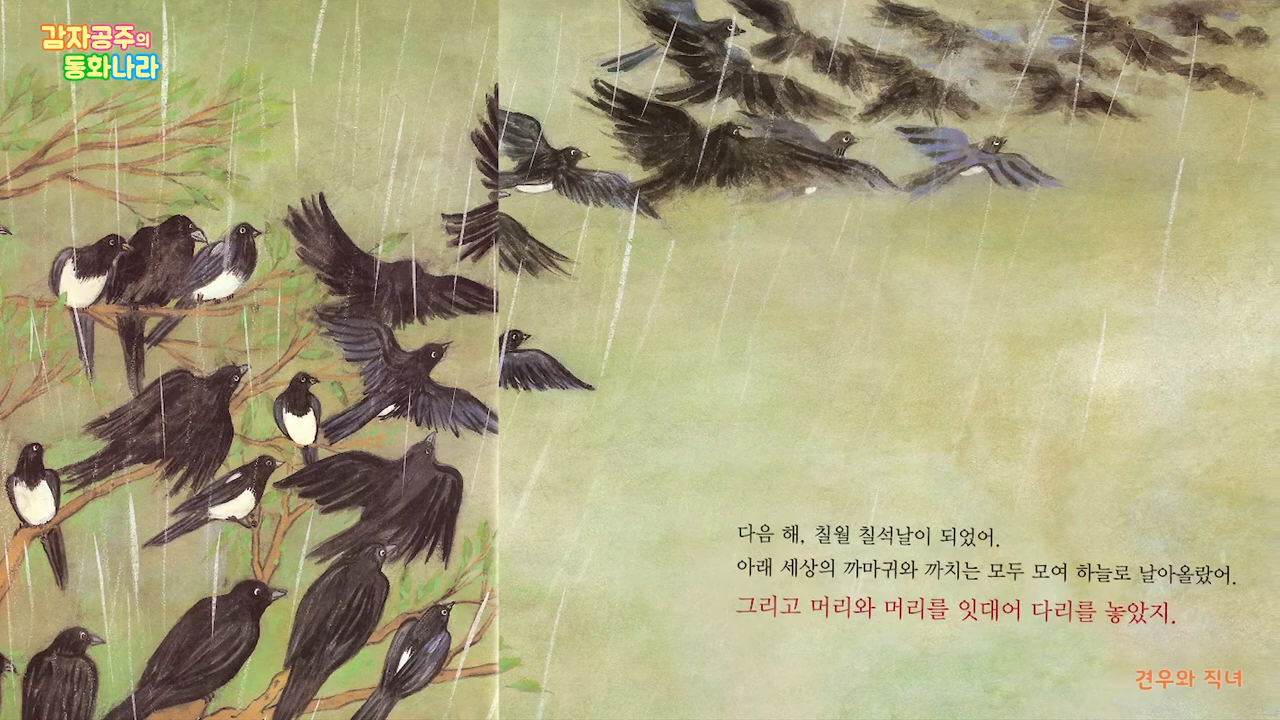 감자공주의
동화나라
다음 해, 칠월 칠석날이 되었어.
아래 세상의 까마귀와 까치는 모두 모여 하늘로 날아올랐어.
그리고 머리와 머리를 잇대어 다리를 놓았지.
견우와 직녀